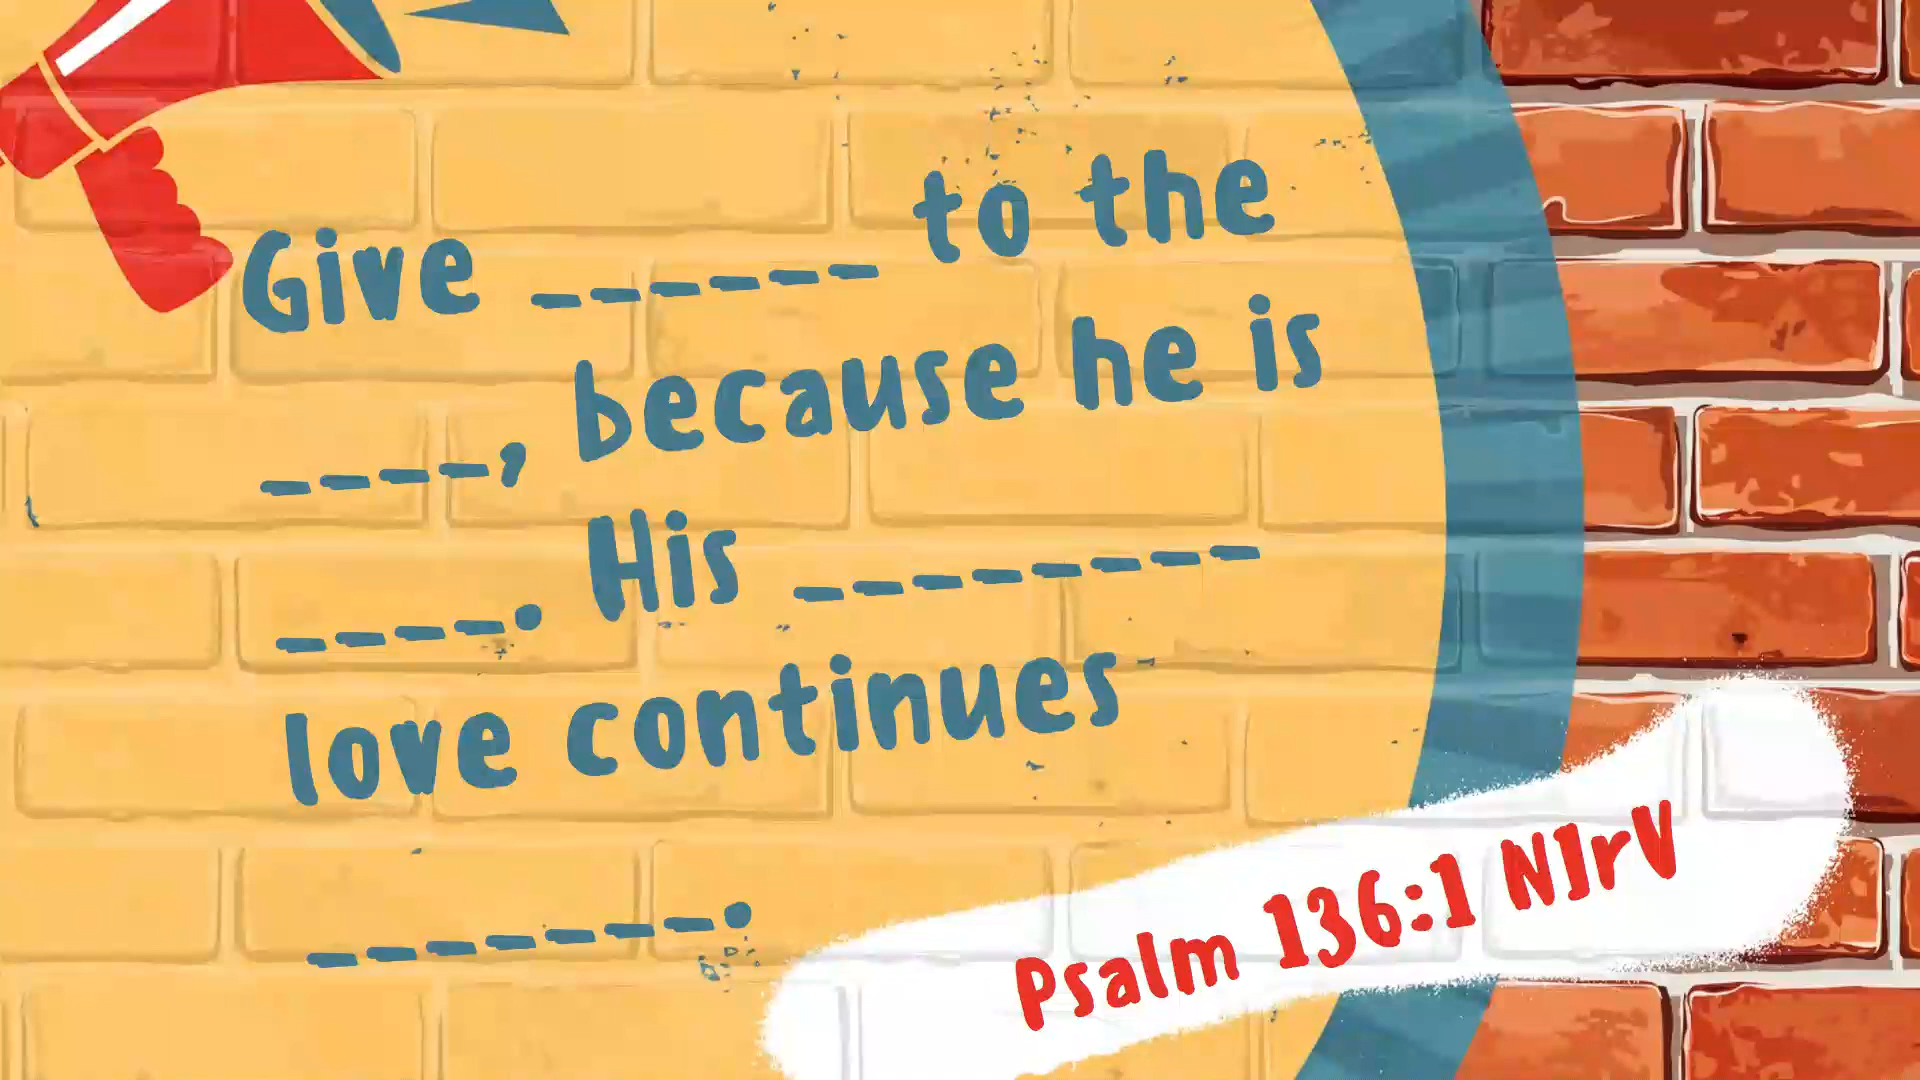 Give ______ to the
____, because he is
____. His ________
love continues
_______.
Psalm 136:1 NIrV